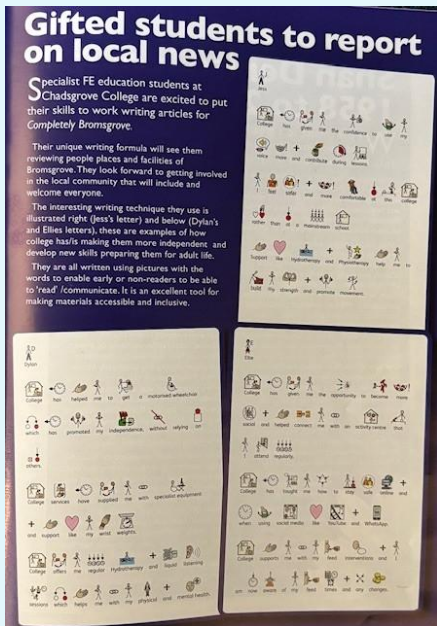 Gifted students to report
on local news
Specialist FE education students at
Chadsgrove College are excited to put
their skills to work writing articles for
Completely Bromsgrove.
Their unique writing formula will see them
reviewing people places and facilities of
Bromsgrove. They look forward to getting involved
in the local community that will include and
welcome everyone.
The interesting writing technique they use is
illustrated right (Jess's letter) and below (Dylan's
and Ellies letters), these are examples of how
college has/is making them more independent and
develop new skills preparing them for adult life.
They are all written using pictures with the
words to enable early or non-readers to be able
to 'read' /communicate. It is an excellent tool for
making materials accessible and inclusive.
Jess
College has given me the confidence to use my
voice more and contribute during lessons.
I feel safer and more comfortable at this college
rather than at a mainstream school.
Support like Hydrotherapy and Physiotherapy help me to
build my strength and promote movement.
Dylan
College has helped me to get a motorised wheelchair
which has promoted my independence, without relying on
others.
College services have supplied me with specialist equipment
and support like my wrist weights.
College offers me regular Hydrotherapy and liquid listening
sessions which helps me with my physical and mental health.
Ellie
College has given me the opportunity to become more
social and helped connect me with an activity centre that
I attend regularly.
College has taught me how to stay safe online and
when using social media like YouTube and WhatsApp
College supports me with my feed interventions and I
am now aware of my feed times and any changes.